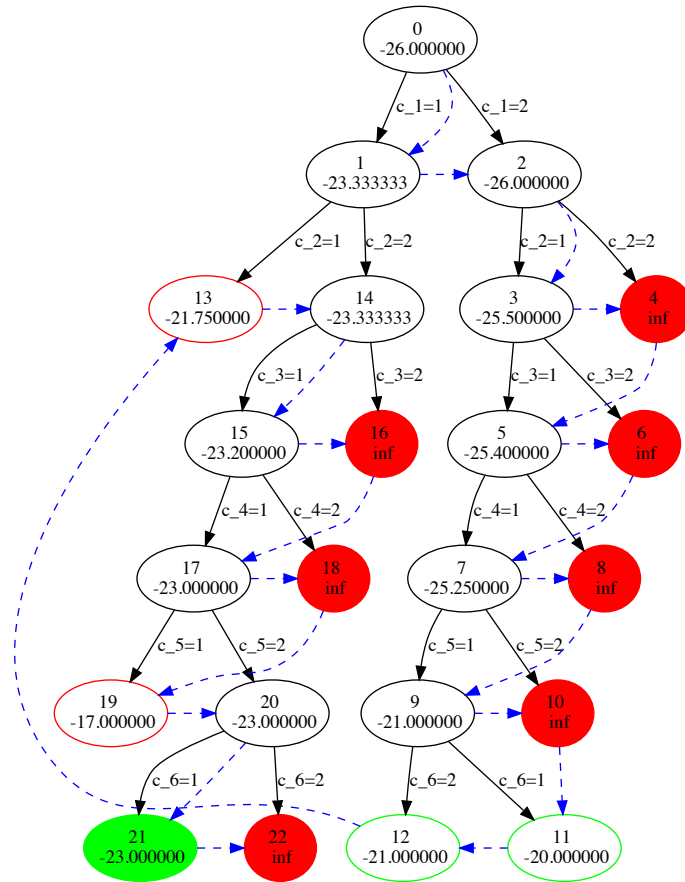 0
-26.000000
c_1=1
c_1=2
1
-23.333333
2
-26.000000
c_2=1
c_2=2
c_2=1
c_2=2
13
-21.750000
14
-23.333333
3
-25.500000
4
inf
c_3=1
c_3=2
c_3=1
c_3=2
15
-23.200000
16
inf
5
-25.400000
6
inf
c_4=1
c_4=2
c_4=1
c_4=2
17
-23.000000
18
inf
7
-25.250000
8
inf
c_5=1
c_5=2
c_5=1
c_5=2
19
-17.000000
20
-23.000000
9
-21.000000
10
inf
c_6=1
c_6=2
c_6=2
c_6=1
21
-23.000000
22
inf
12
-21.000000
11
-20.000000